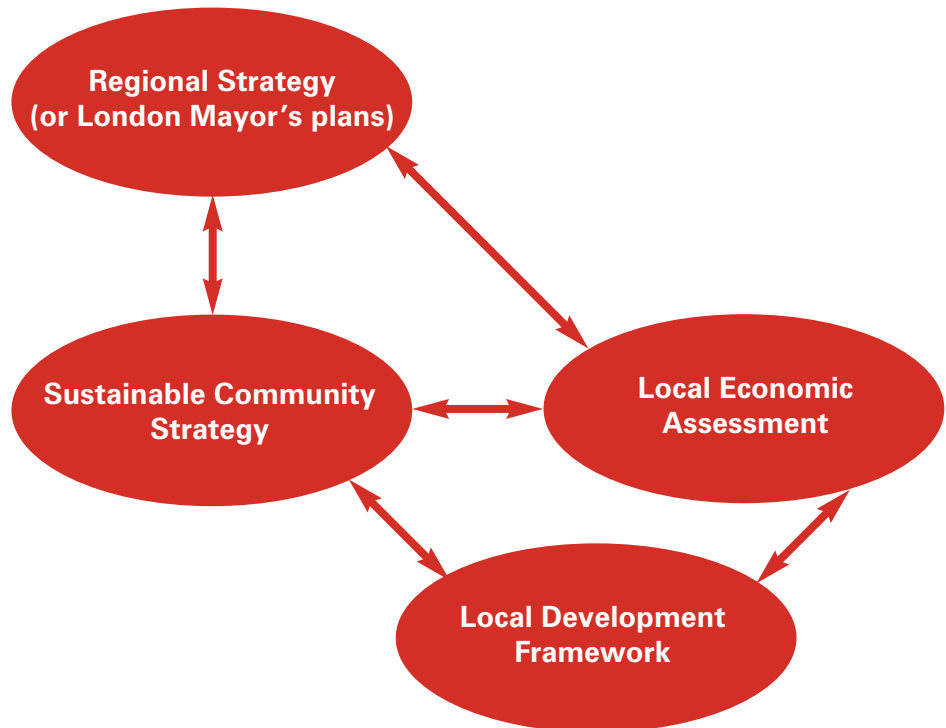 Regional Strategy
(or London Mayor’s plans)
Sustainable Community
Strategy
Local Economic
Assessment
Local Development
Framework